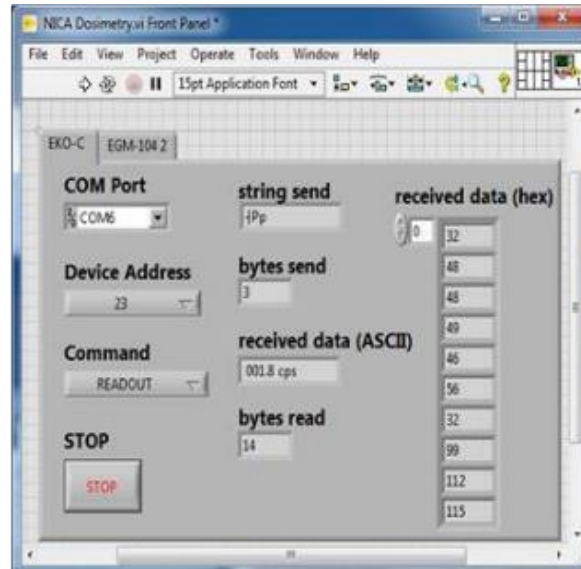 NICA Dosimetry.vi Front Panel *
File Edit View Project Operate Tools Window Help
15pt Application Font
EKO-C EGM-104 2
COM Port
COM6
Device Address
23
Command
READOUT
STOP
STOP
string send
bytes send
3
received data (ASCII)
001.8 cps
bytes read
14
received data (hex)
0
32
48
48
49
46
56
32
99
112
115